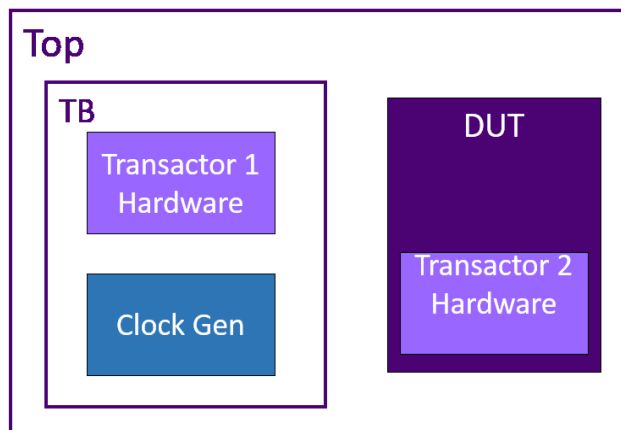 Top
TB
Transactor 1
Hardware
Clock Gen
DUT
Transactor 2
Hardware